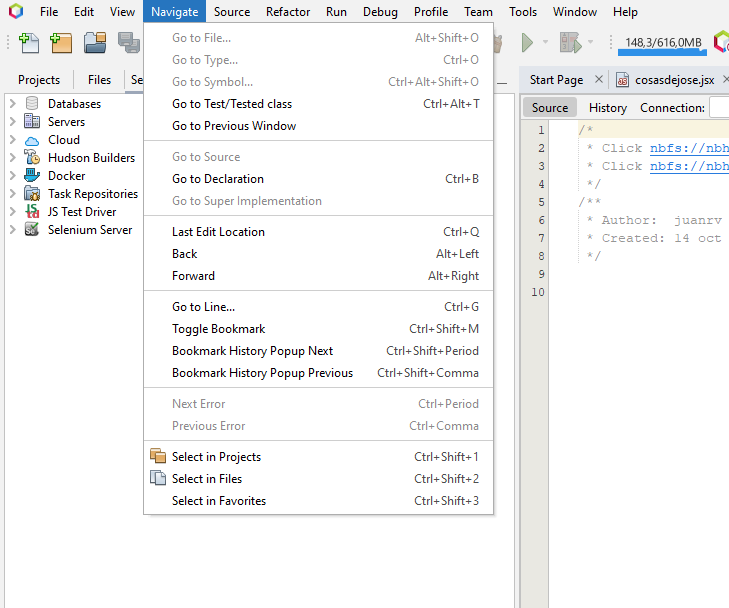 File Edit View Navigate Source Refactor Run Debug Profile Team Tools Window Help
148,3/616,0MB
Projects Files Se
Databases
Servers
Cloud
Hudson Builders
Docker
Task Repositories
JS Test Driver
Selenium Server
Go to File... Alt+Shift+O
Go to Type... Ctrl+O
Go to Symbol... Ctrl+Alt+Shift+O
Go to Test/Tested class Ctrl+Alt+T
Go to Previous Window
Go to Source
Go to Declaration Ctrl+B
Go to Super Implementation
Last Edit Location Ctrl+Q
Back Alt+Left
Forward Alt+Right
Go to Line... Ctrl+G
Toggle Bookmark Ctrl+Shift+M
Bookmark History Popup Next Ctrl+Shift+Period
Bookmark History Popup Previous Ctrl+Shift+Comma
Next Error Ctrl+Period
Previous Error Ctrl+Comma
Select in Projects Ctrl+Shift+1
Select in Files Ctrl+Shift+2
Select in Favorites Ctrl+Shift+3
Start Page cosasdejose.jsx
Source History Connection:
1 /*
2 * Click nbfs://nbh
3 * Click nbfs://nbh
4 */
5 /**
6 * Author: juanrv
7 * Created: 14 oct
8 */
9
10